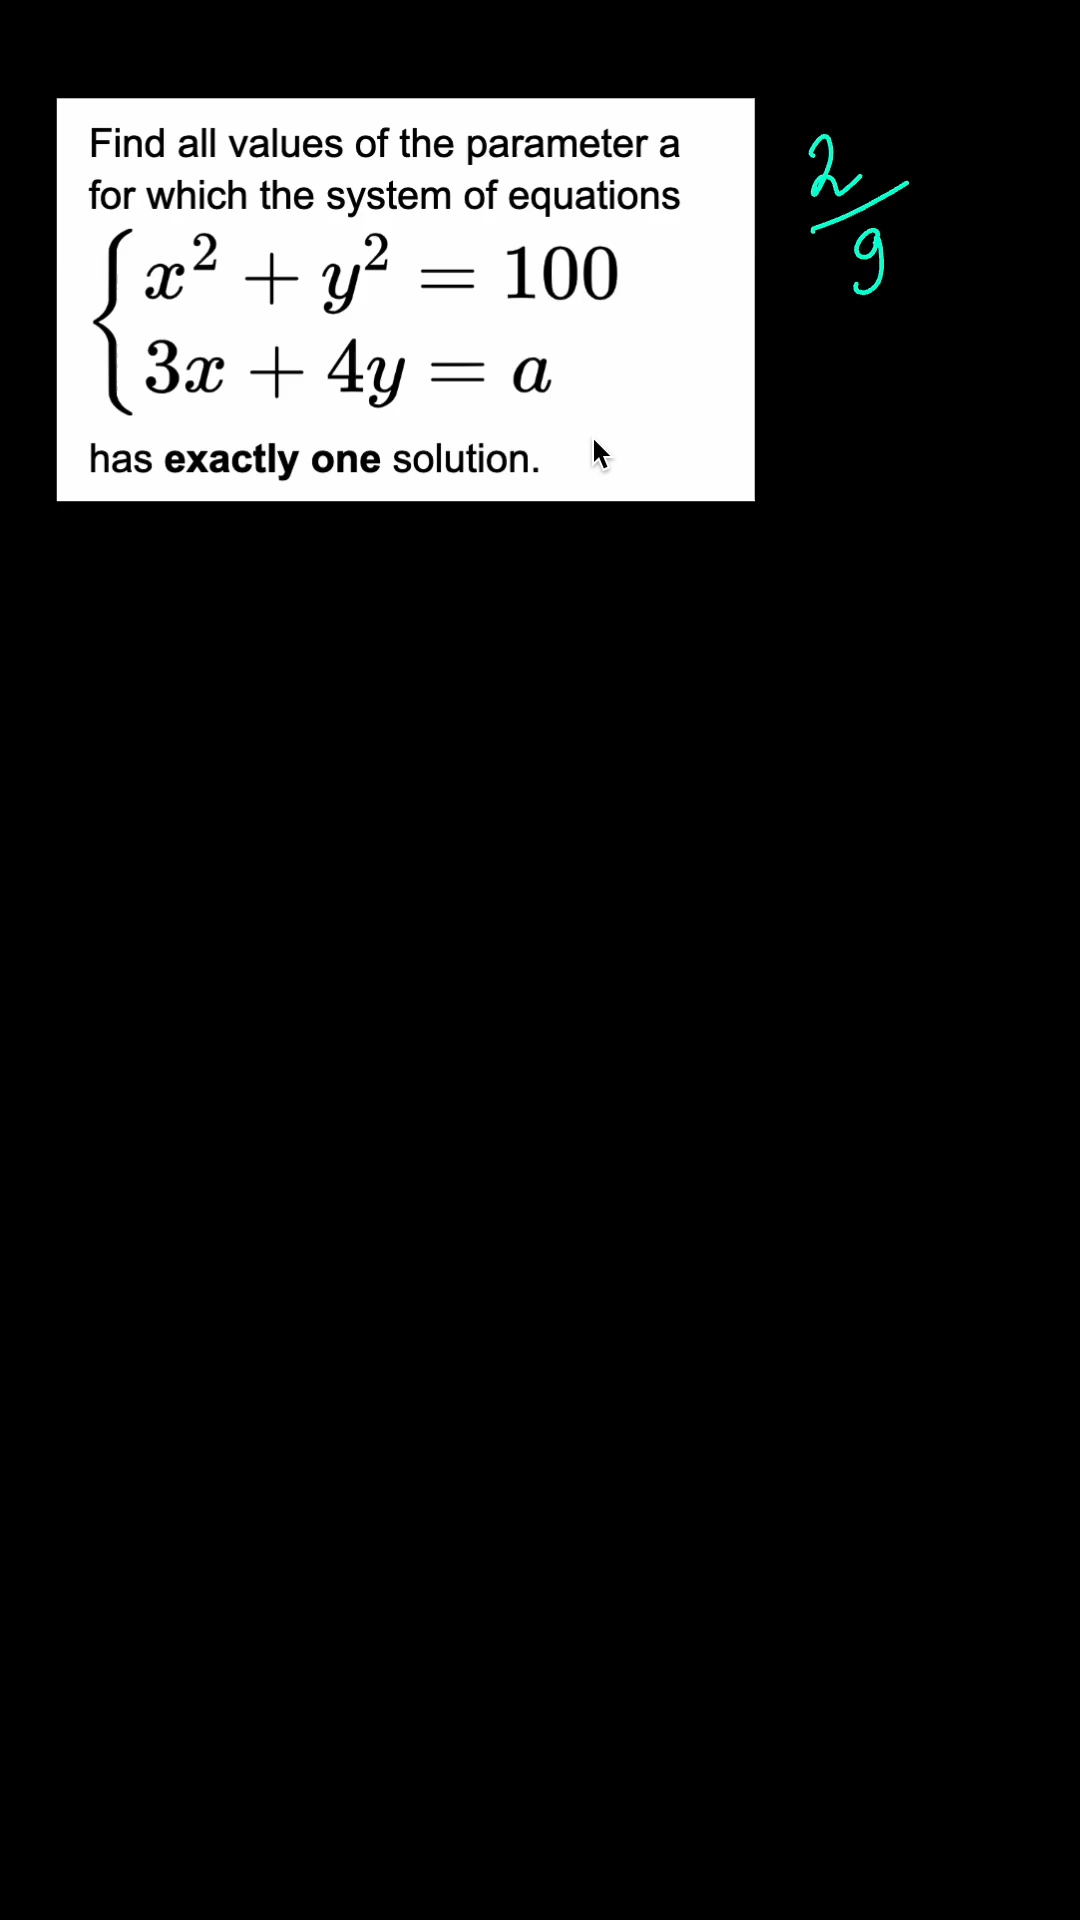 Find all values of the parameter a
for which the system of equations
x² + y² = 100
3x + 4y = a
has exactly one solution.
2/9